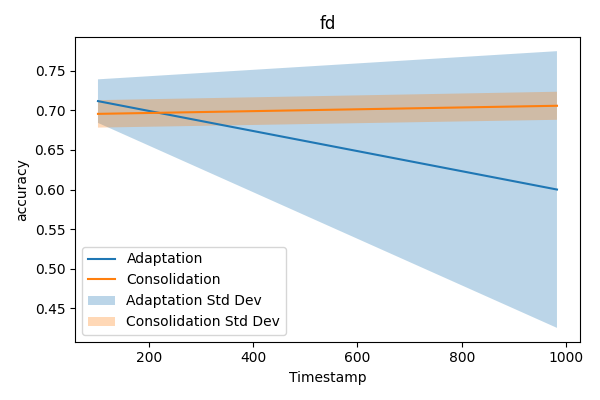 fd
accuracy
0.75
0.70
0.65
0.60
0.55
0.50
0.45
Adaptation
Consolidation
Adaptation Std Dev
Consolidation Std Dev
200 400 600 800 1000
Timestamp